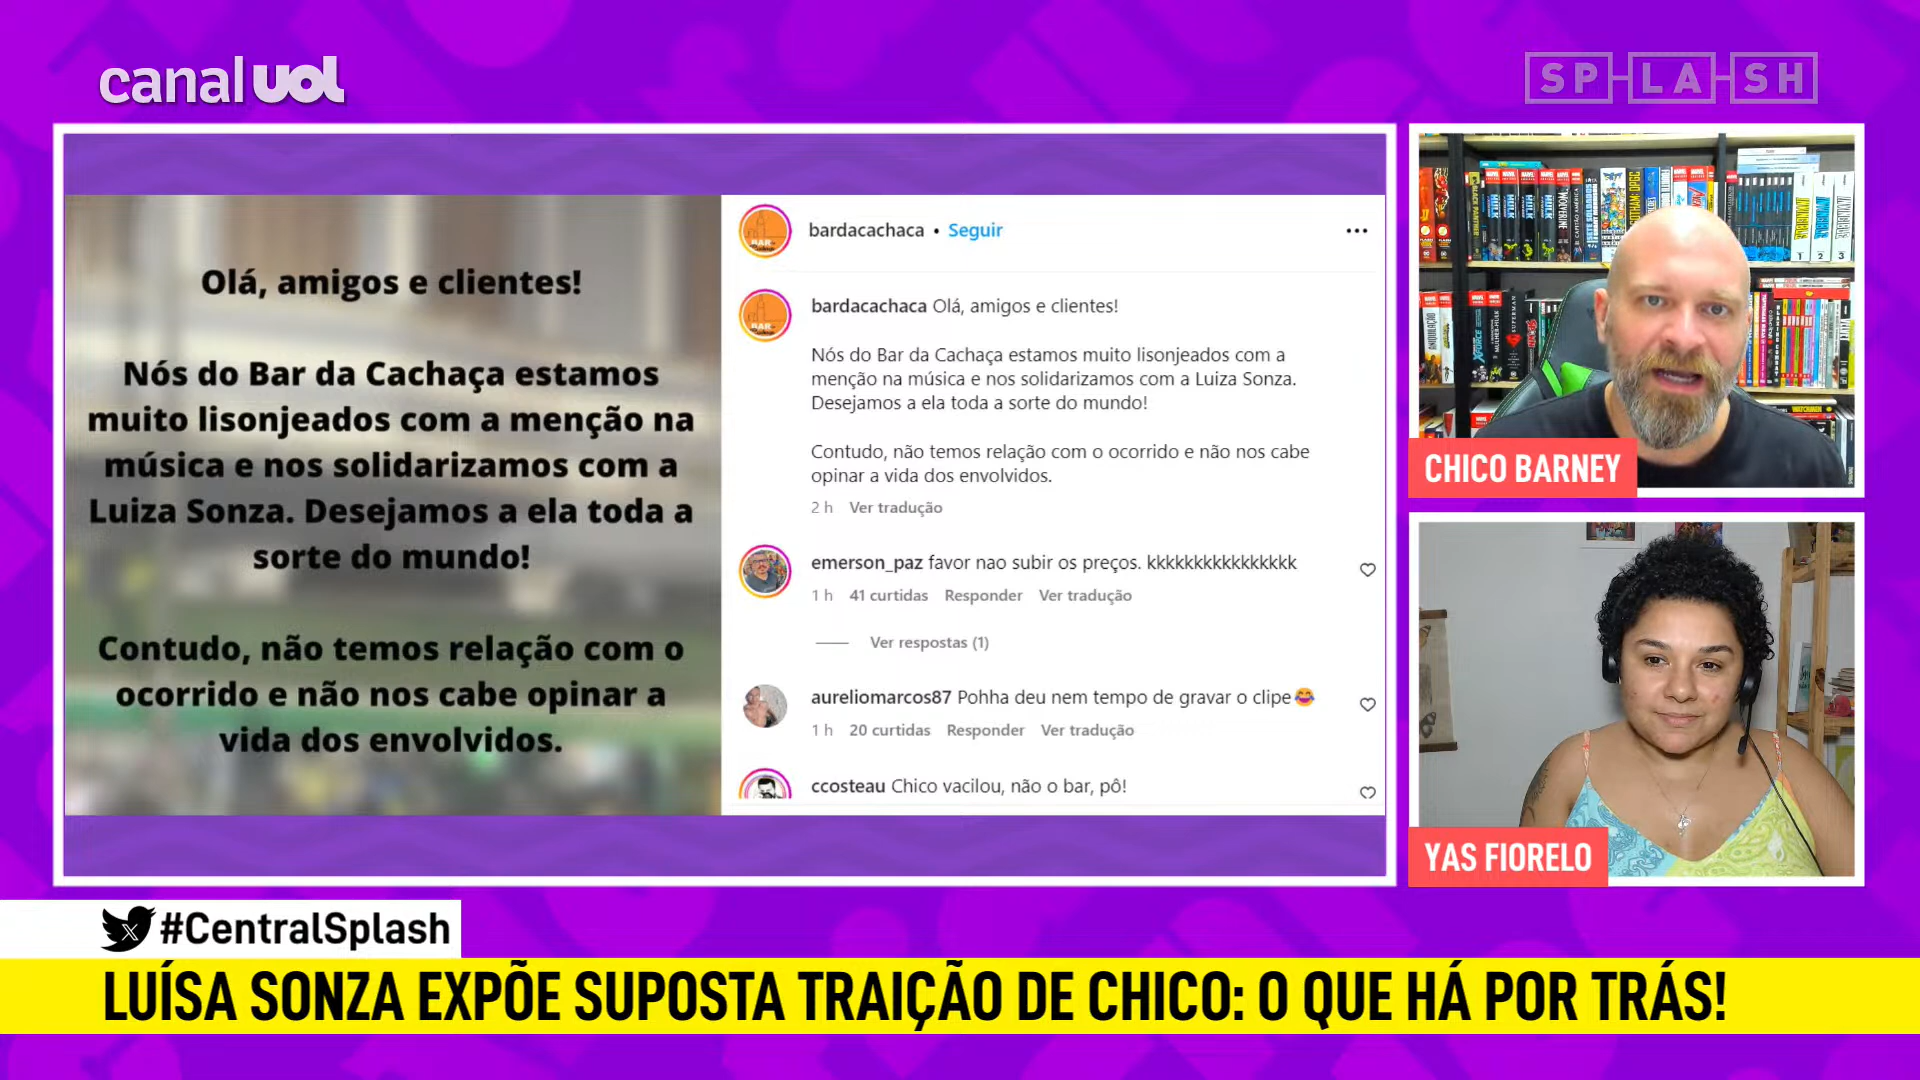 canal uol
SPLASH
Olá, amigos e clientes!
Nós do Bar da Cachaça estamos
muito lisonjeados com a menção na
música e nos solidarizamos com a
Luiza Sonza. Desejamos a ela toda a
sorte do mundo!
Contudo, não temos relação com o
ocorrido e não nos cabe opinar a
vida dos envolvidos.
bardacachaca • Seguir
bardacachaca Olá, amigos e clientes!
Nós do Bar da Cachaça estamos muito lisonjeados com a
menção na música e nos solidarizamos com a Luiza Sonza.
Desejamos a ela toda a sorte do mundo!
Contudo, não temos relação com o ocorrido e não nos cabe
opinar a vida dos envolvidos.
2 h Ver tradução
emerson_paz favor nao subir os preços. kkkkkkkkkkkkkkkk
1 h 41 curtidas Responder Ver tradução
Ver respostas (1)
aureliomarcos87 Pohha deu nem tempo de gravar o clipe😂
1 h 20 curtidas Responder Ver tradução
ccosteau Chico vacilou, não o bar, pô!
CHICO BARNEY
YAS FIORELO
#CentralSplash
LUÍSA SONZA EXPÕE SUPOSTA TRAIÇÃO DE CHICO: O QUE HÁ POR TRÁS!